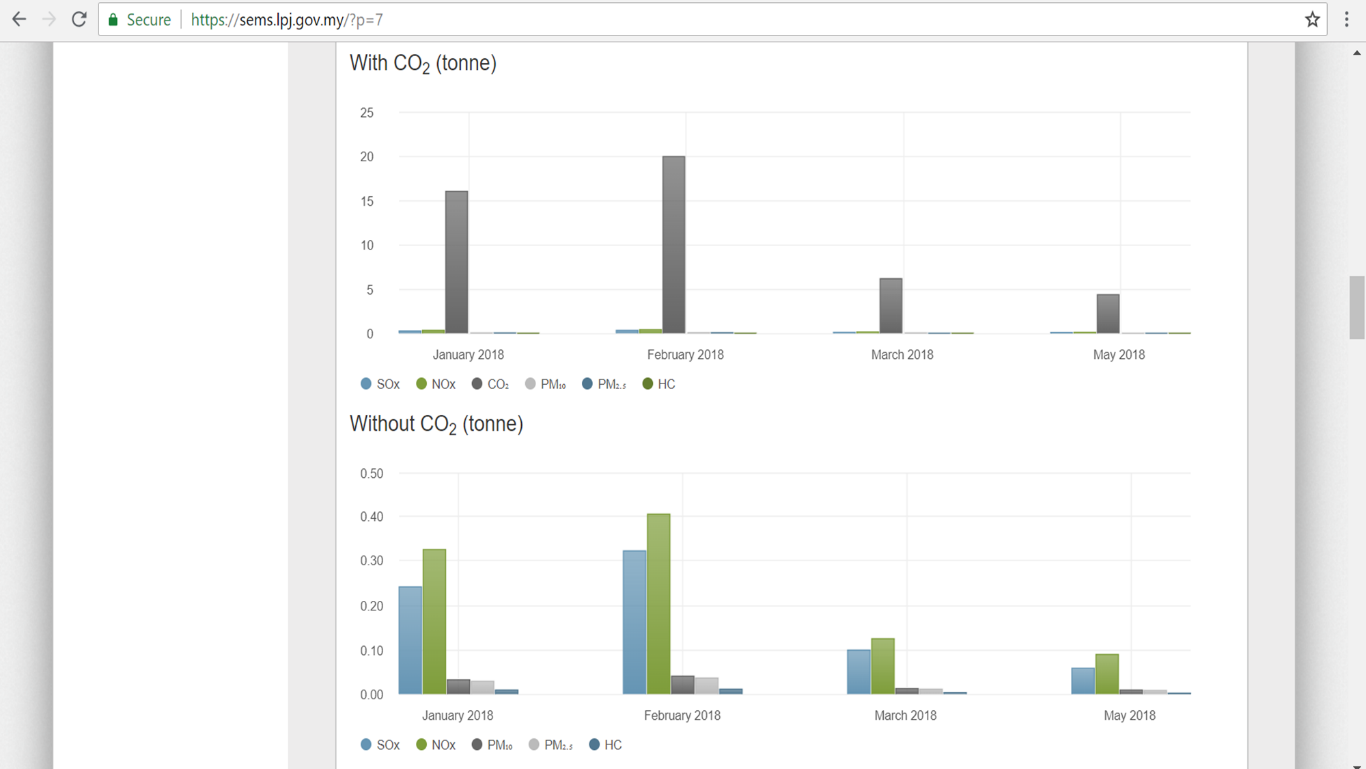 Secure https://sems.lpj.gov.my/?p=7
With CO₂ (tonne)
25
20
15
10
5
0
January 2018 February 2018 March 2018 May 2018
SOx NOx CO₂ PM₁₀ PM₂.₅ HC
Without CO₂ (tonne)
0.50
0.40
0.30
0.20
0.10
0.00
January 2018 February 2018 March 2018 May 2018
SOx NOx PM₁₀ PM₂.₅ HC